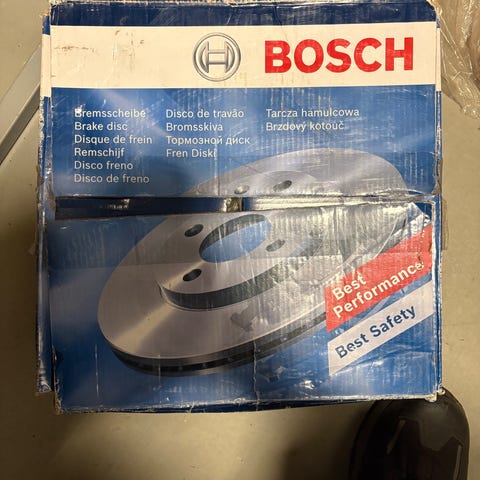 BOSCH
Bremsscheibe
Brake disc
Disque de frein
Remschijf
Disco freno
Disco de freno
Disco de travão
Bromsskiva
Тормозной диск
Fren Diski
Tarcza hamulcowa
Brzdový kotouč
Best
Performance
Best Safety